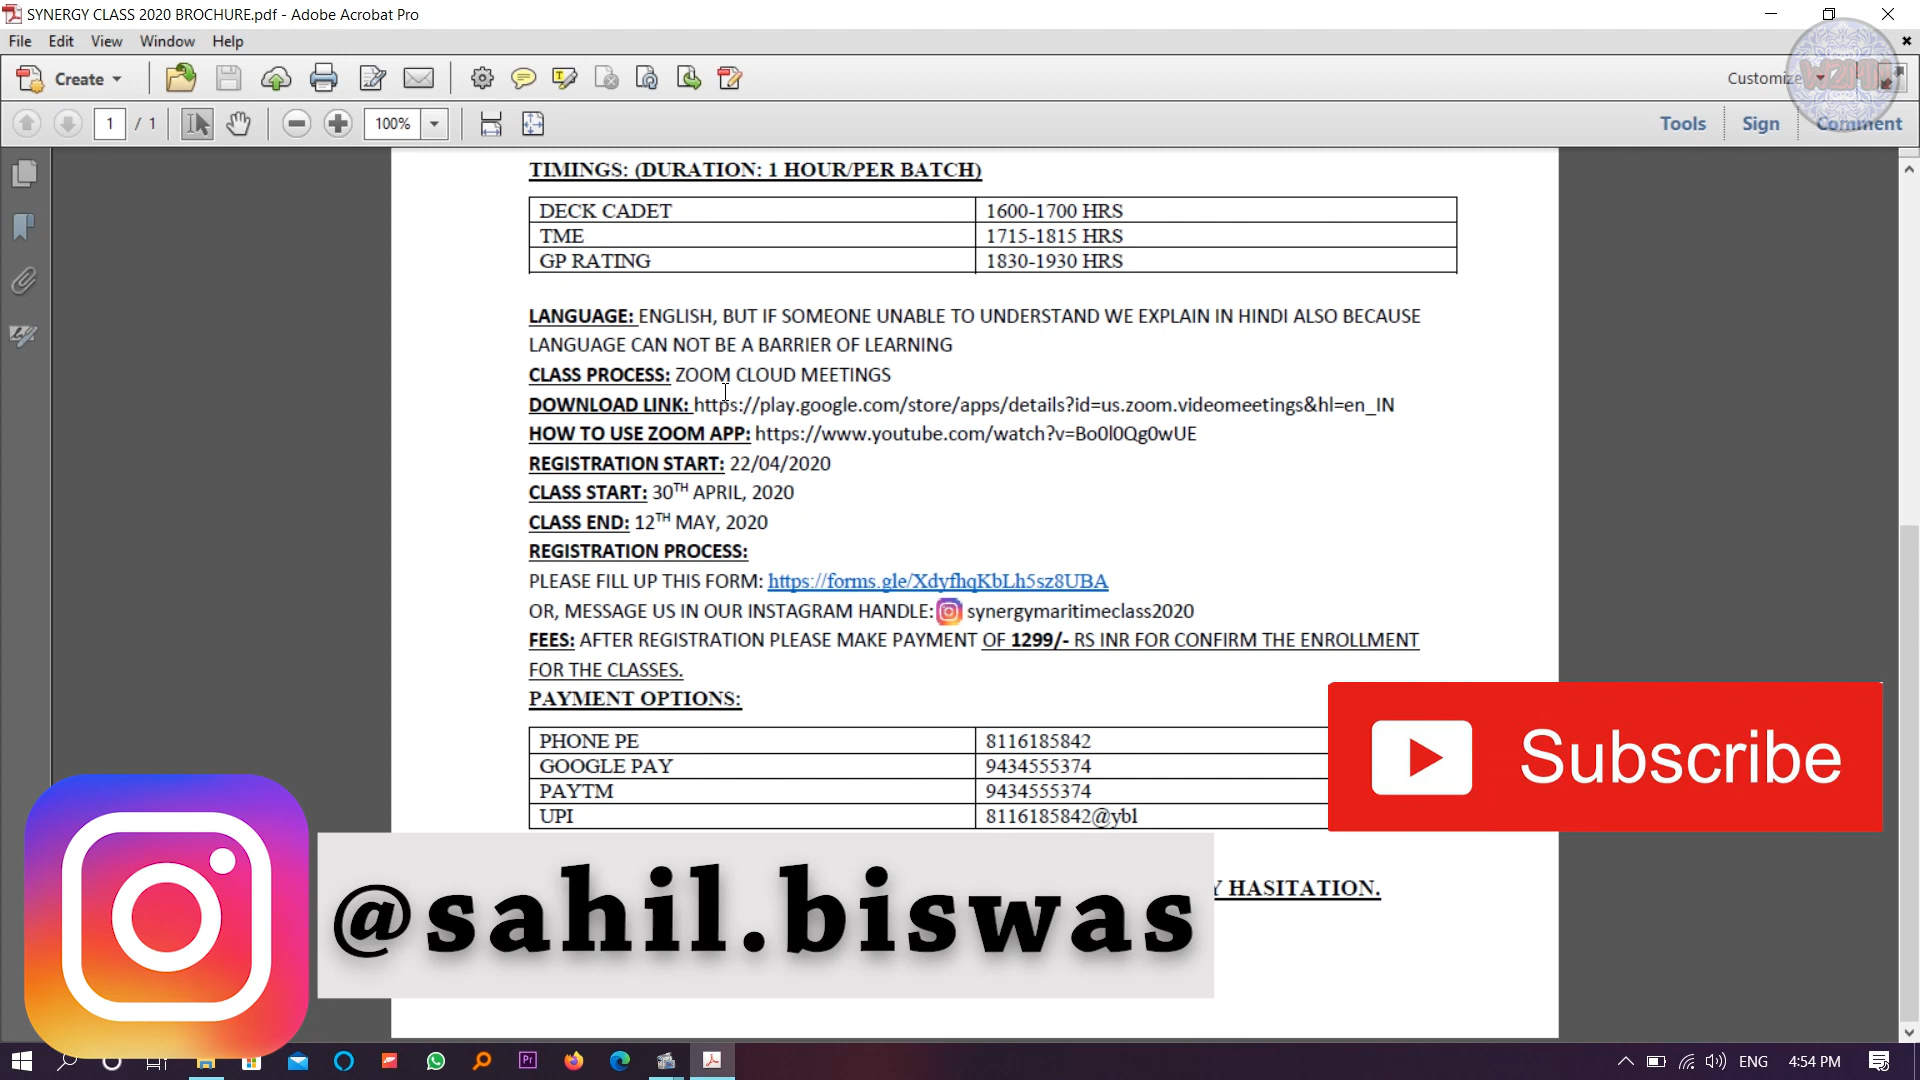 SYNERGY CLASS 2020 BROCHURE.pdf - Adobe Acrobat Pro
File Edit View Window Help
Create
Customize
1 / 1
100%
Tools Sign Comment
TIMINGS: (DURATION: 1 HOUR/PER BATCH)
DECK CADET 1600-1700 HRS
TME 1715-1815 HRS
GP RATING 1830-1930 HRS
LANGUAGE: ENGLISH, BUT IF SOMEONE UNABLE TO UNDERSTAND WE EXPLAIN IN HINDI ALSO BECAUSE
LANGUAGE CAN NOT BE A BARRIER OF LEARNING
CLASS PROCESS: ZOOM CLOUD MEETINGS
DOWNLOAD LINK: https://play.google.com/store/apps/details?id=us.zoom.videomeetings&hl=en_IN
HOW TO USE ZOOM APP: https://www.youtube.com/watch?v=Bo0l0Qg0wUE
REGISTRATION START: 22/04/2020
CLASS START: 30TH APRIL, 2020
CLASS END: 12TH MAY, 2020
REGISTRATION PROCESS:
PLEASE FILL UP THIS FORM: https://forms.gle/XdyfhqKbLh5sz8UBA
OR, MESSAGE US IN OUR INSTAGRAM HANDLE: synergymaritimeclass2020
FEES: AFTER REGISTRATION PLEASE MAKE PAYMENT OF 1299/- RS INR FOR CONFIRM THE ENROLLMENT
FOR THE CLASSES.
PAYMENT OPTIONS:
PHONE PE 8116185842
GOOGLE PAY 9434555374
PAYTM 9434555374
UPI 8116185842@ybl
Subscribe
HASITATION.
@sahil.biswas
Pr
ENG 4:54 PM